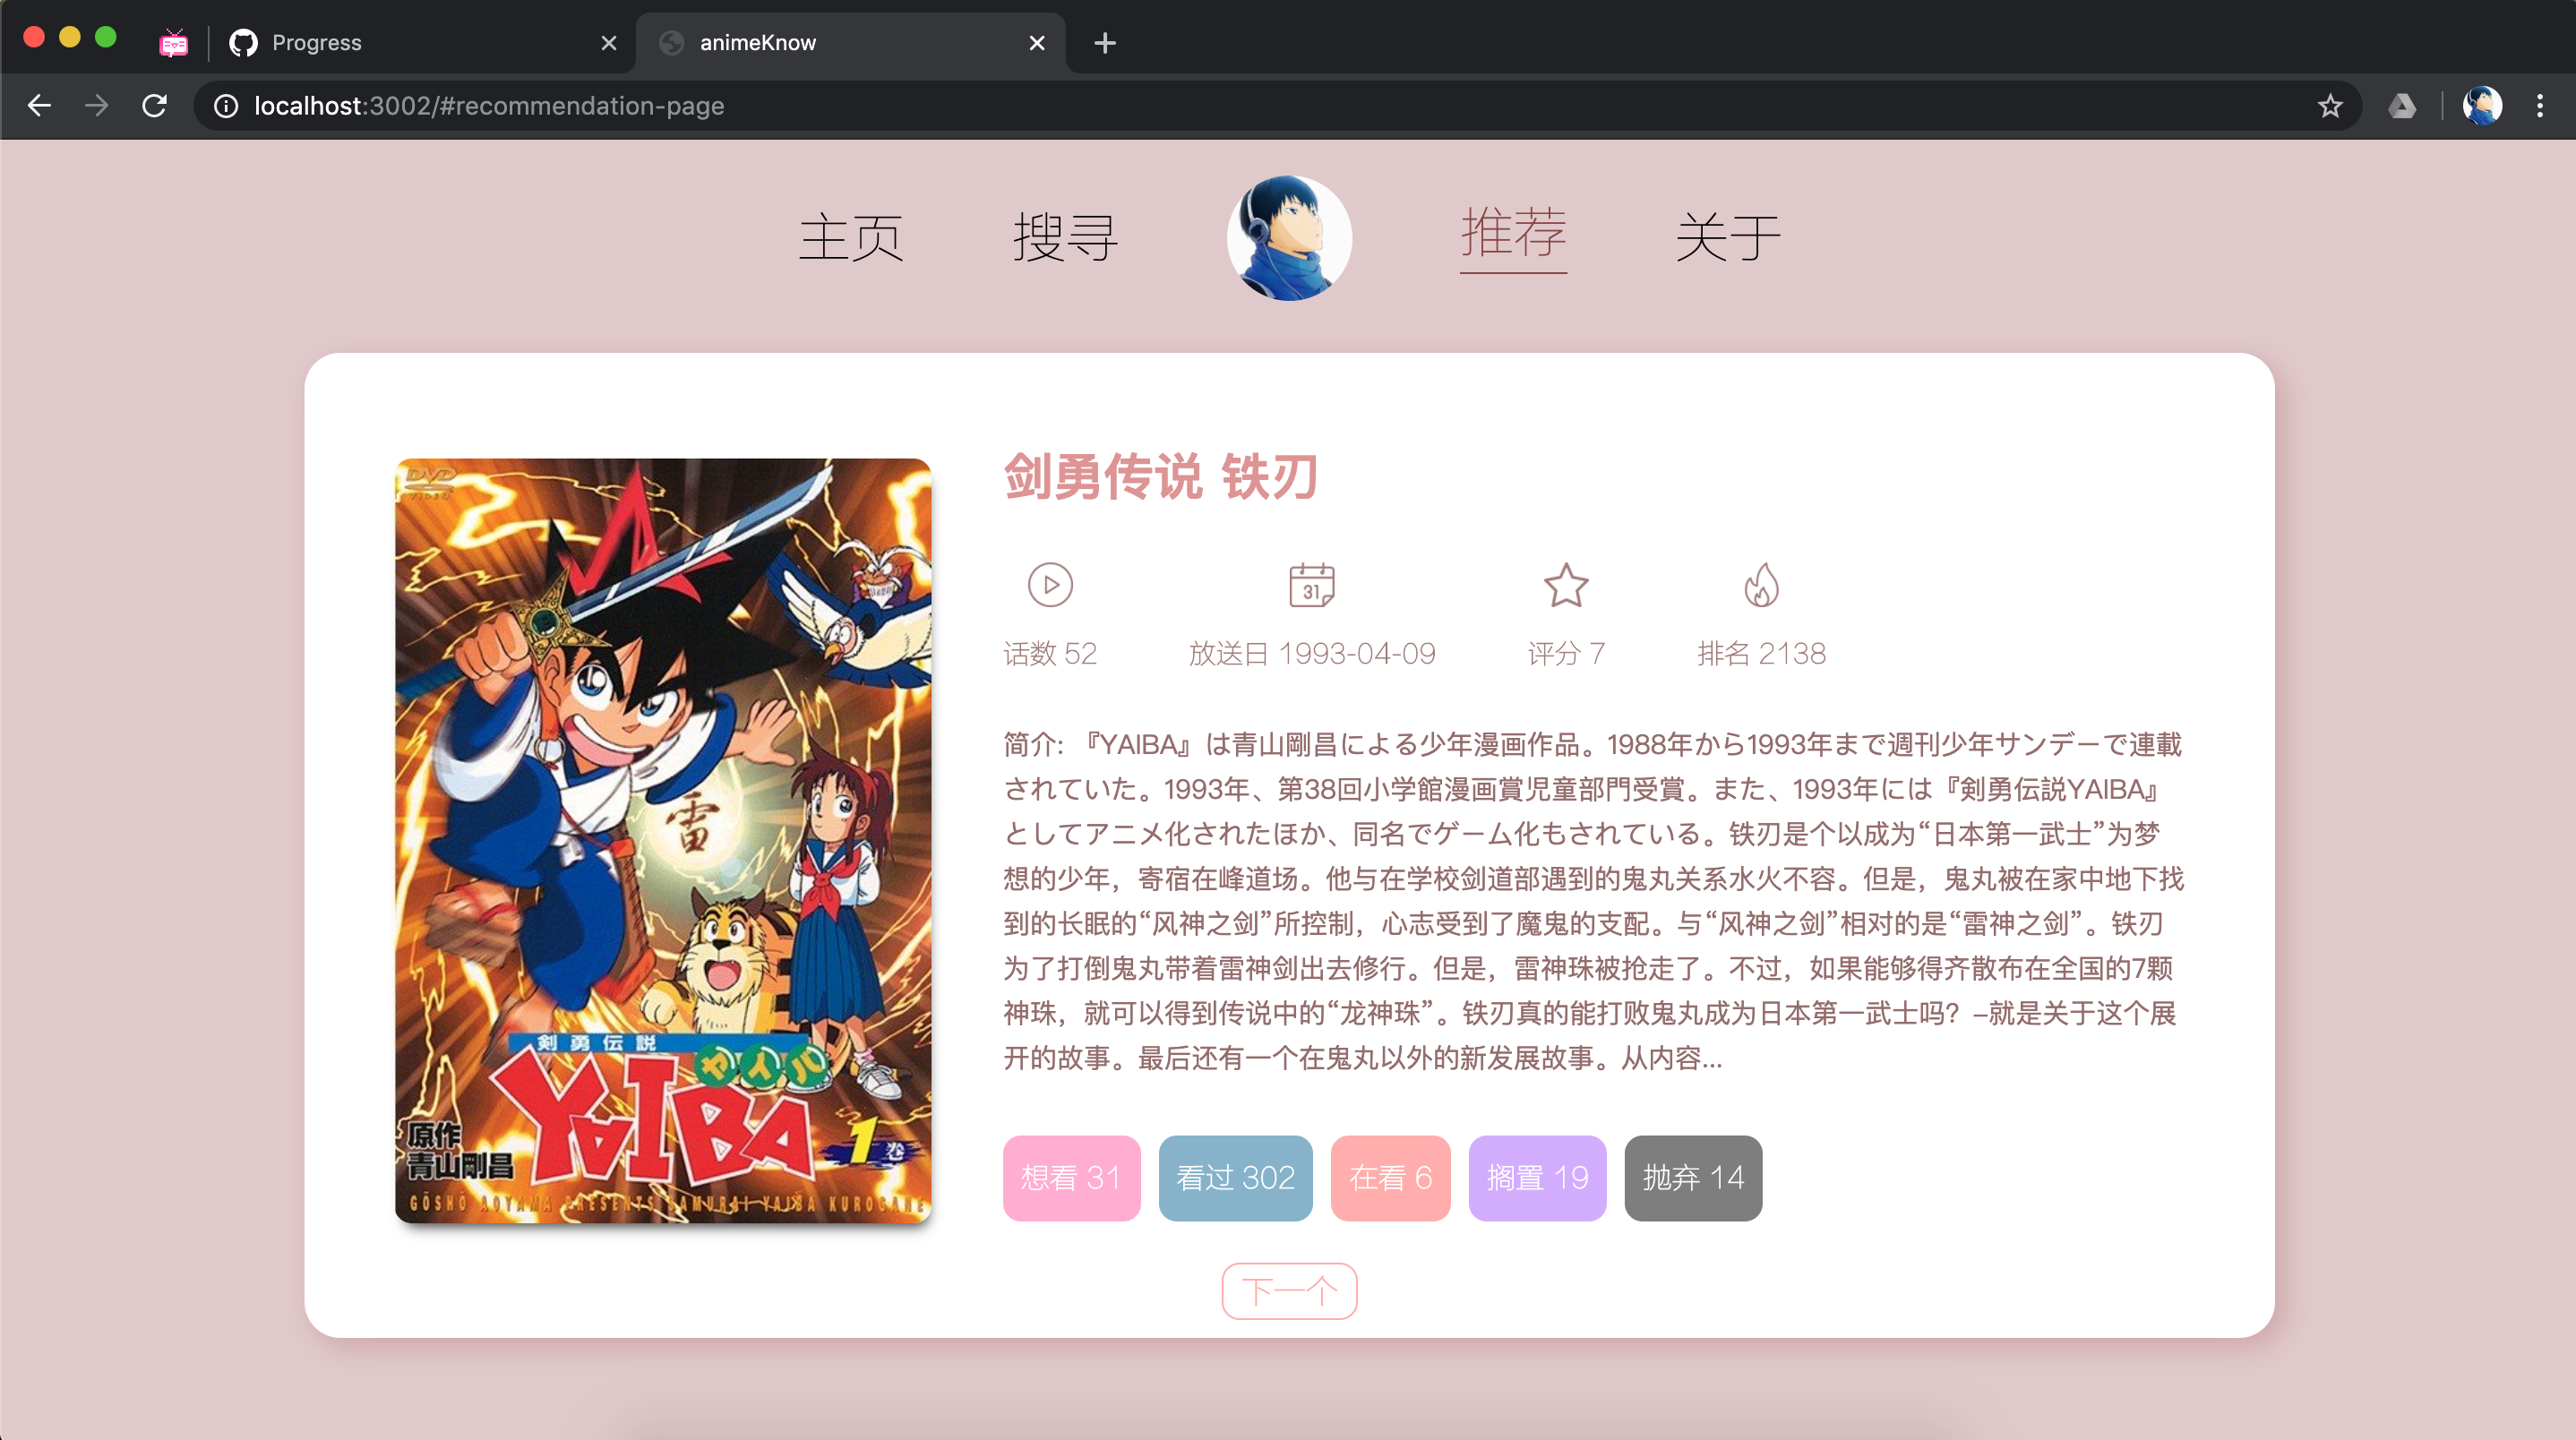 Progress
animeKnow
localhost:3002/#recommendation-page
主页
搜寻
推荐
关于
剑勇传说 铁刃
31
话数 52
放送日 1993-04-09
评分 7
排名 2138
简介: 『YAIBA』は青山剛昌による少年漫画作品。1988年から1993年まで週刊少年サンデーで連載
されていた。1993年、第38回小学館漫画賞児童部門受賞。また、1993年には『剣勇伝説YAIBA』
としてアニメ化されたほか、同名でゲーム化もされている。铁刃是个以成为“日本第一武士”为梦
想的少年，寄宿在峰道场。他与在学校剑道部遇到的鬼丸关系水火不容。但是，鬼丸被在家中地下找
到的长眠的“风神之剑”所控制，心志受到了魔鬼的支配。与“风神之剑”相对的是“雷神之剑”。铁刃
为了打倒鬼丸带着雷神剑出去修行。但是，雷神珠被抢走了。不过，如果能够得齐散布在全国的7颗
神珠，就可以得到传说中的“龙神珠”。铁刃真的能打败鬼丸成为日本第一武士吗？–就是关于这个展
开的故事。最后还有一个在鬼丸以外的新发展故事。从内容...
想看 31
看过 302
在看 6
搁置 19
抛弃 14
下一个
DVD
VIDEO
雷
剣勇伝説
ヤイバ
YAIBA
原作
青山剛昌
1巻
GŌSHŌ AOYAMA PRESENTS SAMURAI YAIBA KUROGANE